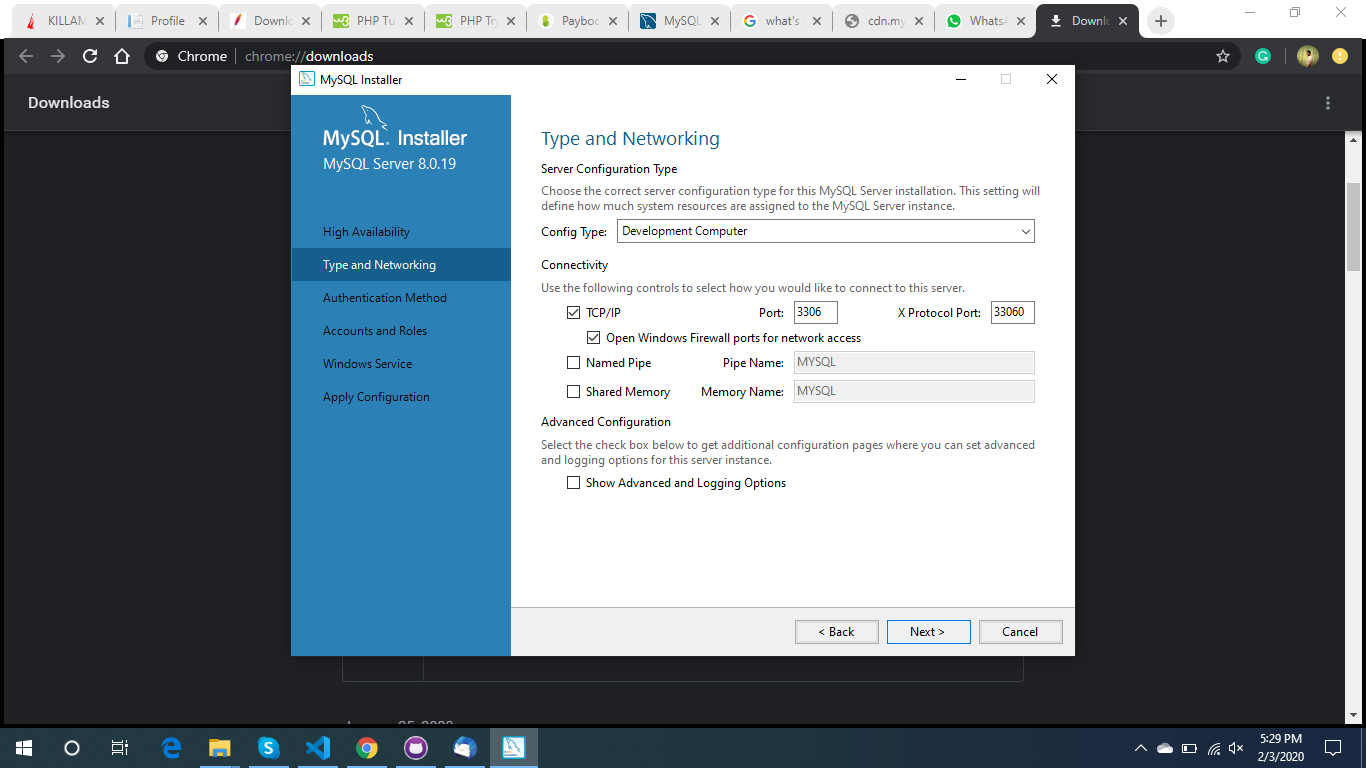 KILLAM
Profile
Downlo
PHP Tu
PHP Try
Payboc
MySQL
what's
cdn.my
WhatsA
Downlo
Chrome
chrome://downloads
Downloads
MySQL Installer
MySQL Installer
MySQL Server 8.0.19
High Availability
Type and Networking
Authentication Method
Accounts and Roles
Windows Service
Apply Configuration
Type and Networking
Server Configuration Type
Choose the correct server configuration type for this MySQL Server installation. This setting will
define how much system resources are assigned to the MySQL Server instance.
Config Type: Development Computer
Connectivity
Use the following controls to select how you would like to connect to this server.
TCP/IP Port: 3306 X Protocol Port: 33060
Open Windows Firewall ports for network access
Named Pipe Pipe Name: MYSQL
Shared Memory Memory Name: MYSQL
Advanced Configuration
Select the check box below to get additional configuration pages where you can set advanced
and logging options for this server instance.
Show Advanced and Logging Options
< Back Next > Cancel
5:29 PM
2/3/2020